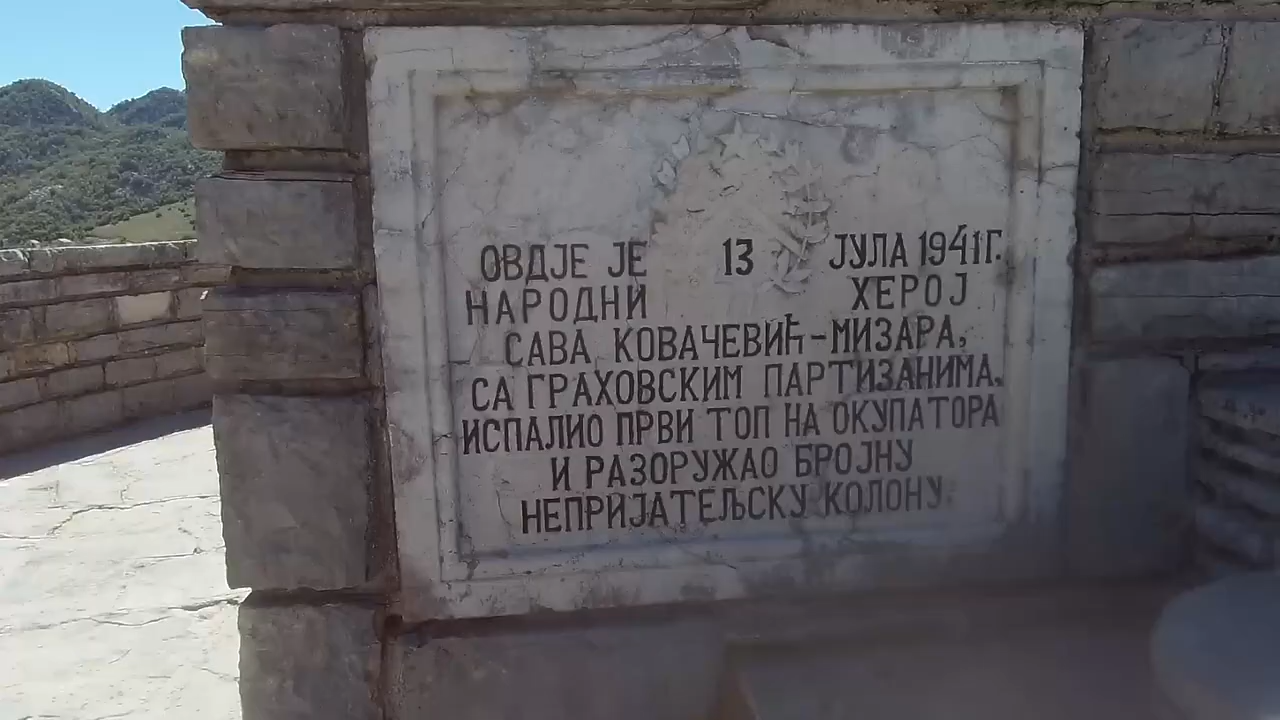 ОВДЈЕ ЈЕ 13 ЈУЛА 1941Г.
НАРОДНИ ХЕРОЈ
САВА КОВАЧЕВИЋ-МИЗАРА,
СА ГРАХОВСКИМ ПАРТИЗАНИМА,
ИСПАЛИО ПРВИ ТОП НА ОКУПАТОРА
И РАЗОРУЖАО БРОЈНУ
НЕПРИЈАТЕЉСКУ КОЛОНУ.